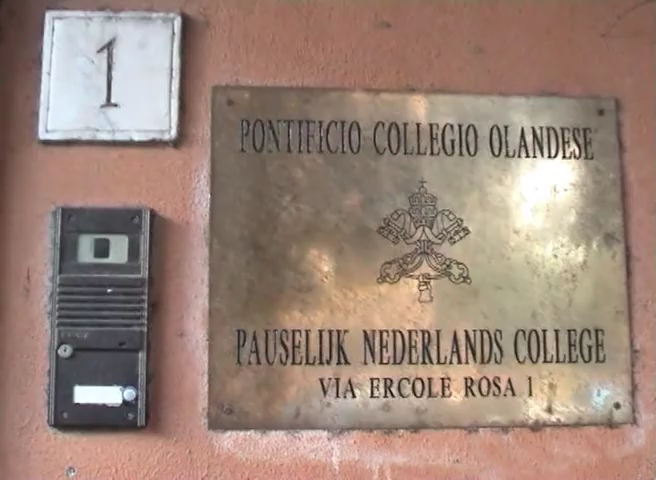 1
PONTIFICIO COLLEGIO OLANDESE
PAUSELIJK NEDERLANDS COLLEGE
VIA ERCOLE ROSA 1